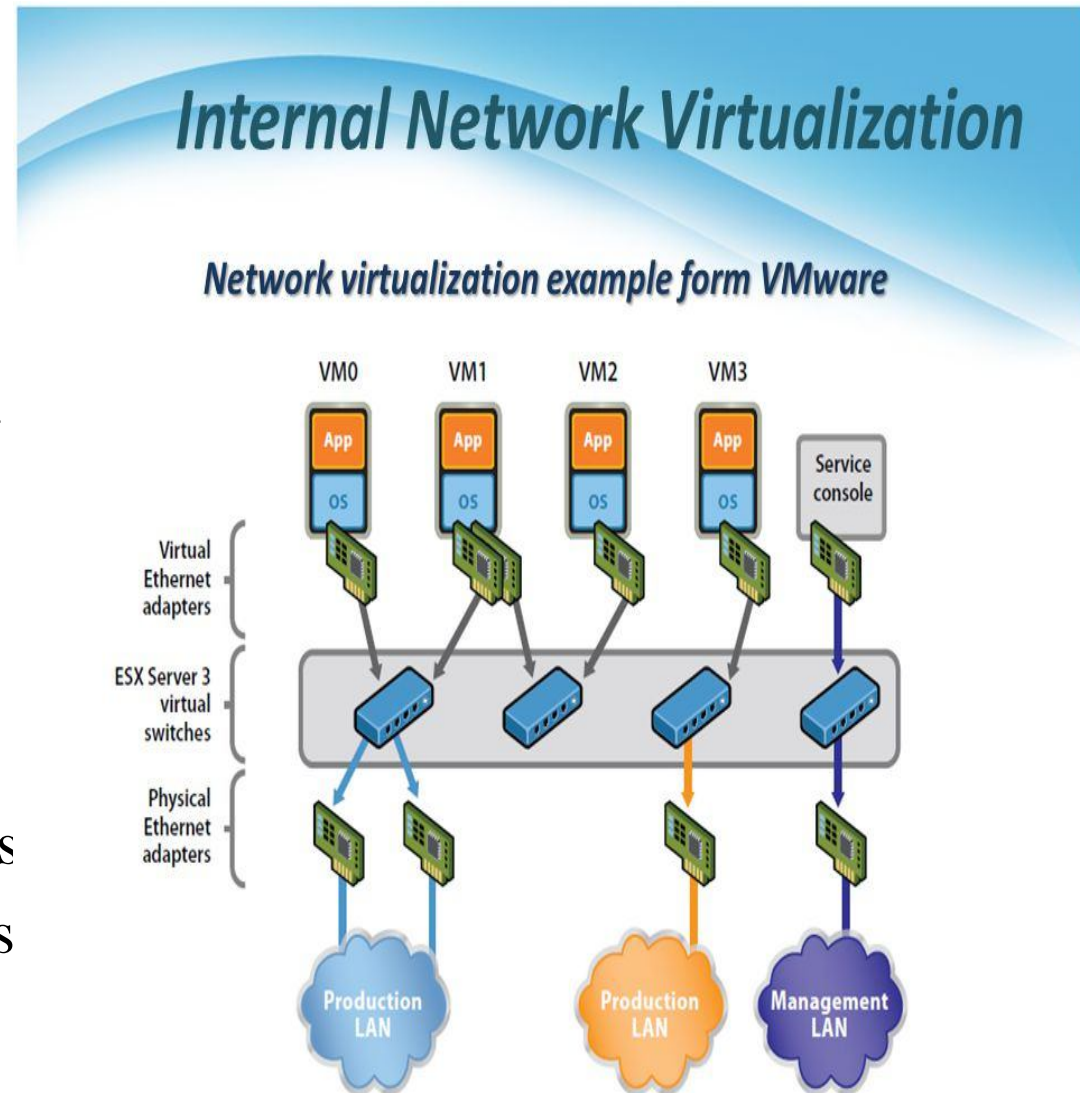 Internal Network Virtualization
Network virtualization example form VMware
VM0 VM1 VM2 VM3
App App App App
OS OS OS OS
Service
console
Virtual
Ethernet
adapters
ESX Server 3
virtual
switches
Physical
Ethernet
adapters
s
s
Production
LAN
Production
LAN
Management
LAN